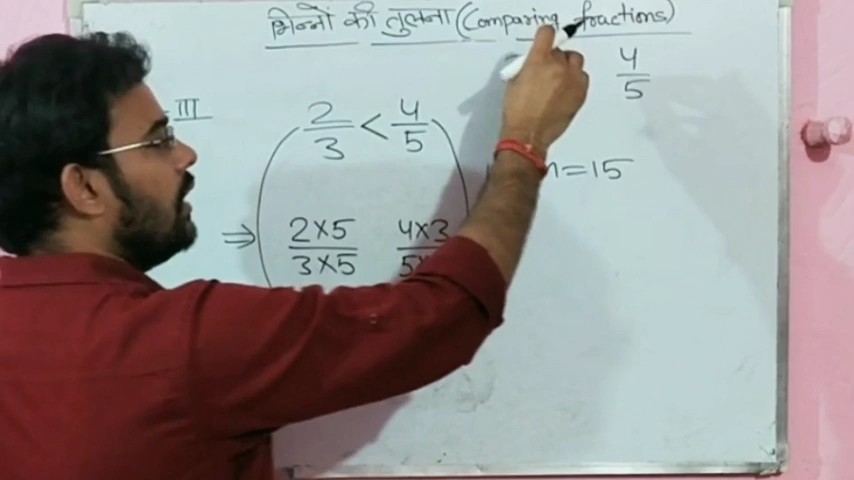 भिन्नों की तुलना (Comparing fractions)
III
2/3 < 4/5
4/5
=15
⇒ 2×5/3×5 4×3